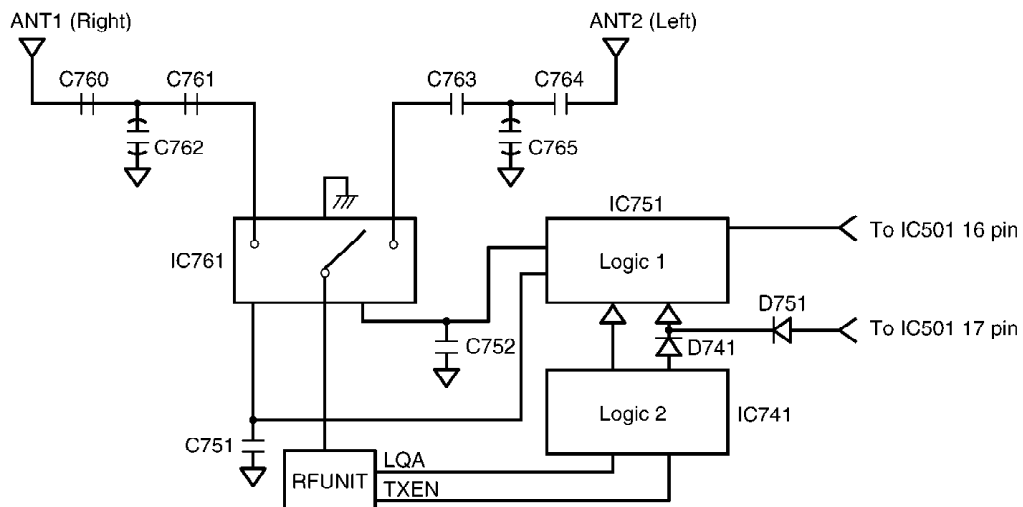 ANT1 (Right)
ANT2 (Left)
C760
C761
C763
C764
C762
C765
IC751
IC761
Logic 1
To IC501 16 pin
D751
To IC501 17 pin
C752
D741
Logic 2
IC741
C751
LQA
RFUNIT
TXEN